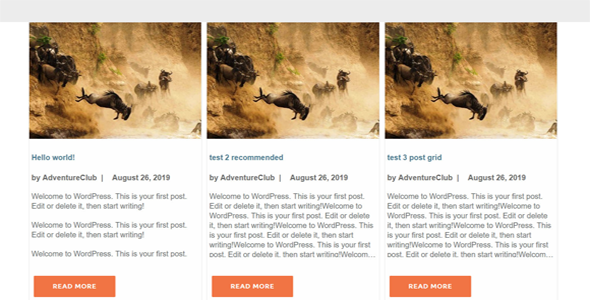 Hello world!
by AdventureClub | August 26, 2019
Welcome to WordPress. This is your first post.
Edit or delete it, then start writing!
Welcome to WordPress. This is your first post.
Edit or delete it, then start writing!
Welcome to WordPress. This is your first post.
READ MORE
test 2 recommended
by AdventureClub | August 26, 2019
Welcome to WordPress. This is your first post.
Edit or delete it, then start writing!Welcome to
WordPress. This is your first post. Edit or delete
it, then start writing!Welcome to WordPress. This
is your first post. Edit or delete it, then start
writing!Welcome to WordPress. This is your first
post. Edit or delete it, then start writing!Welcom...
READ MORE
test 3 post grid
by AdventureClub | August 26, 2019
Welcome to WordPress. This is your first post.
Edit or delete it, then start writing!Welcome to
WordPress. This is your first post. Edit or delete
it, then start writing!Welcome to WordPress. This
is your first post. Edit or delete it, then start
writing!Welcome to WordPress. This is your first
post. Edit or delete it, then start writing!Welcom...
READ MORE